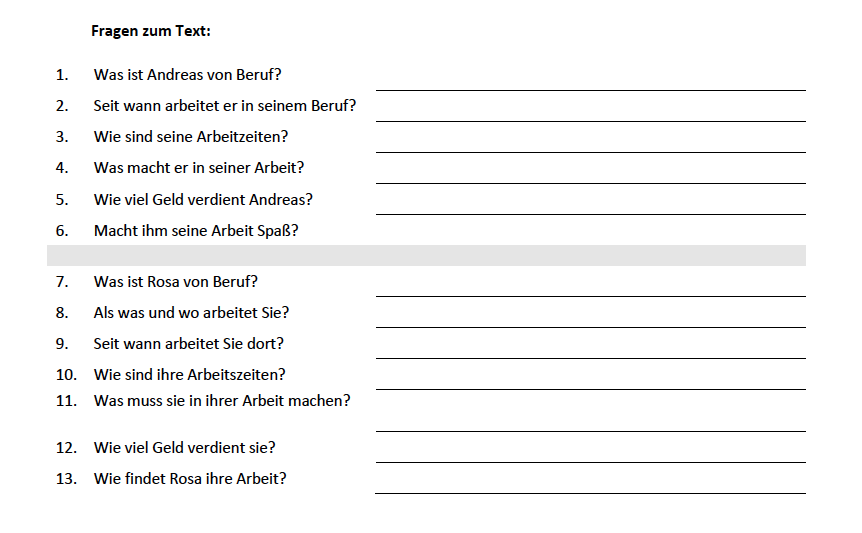 Fragen zum Text:
1. Was ist Andreas von Beruf?
2. Seit wann arbeitet er in seinem Beruf?
3. Wie sind seine Arbeitzeiten?
4. Was macht er in seiner Arbeit?
5. Wie viel Geld verdient Andreas?
6. Macht ihm seine Arbeit Spaß?
7. Was ist Rosa von Beruf?
8. Als was und wo arbeitet Sie?
9. Seit wann arbeitet Sie dort?
10. Wie sind ihre Arbeitszeiten?
11. Was muss sie in ihrer Arbeit machen?
12. Wie viel Geld verdient sie?
13. Wie findet Rosa ihre Arbeit?